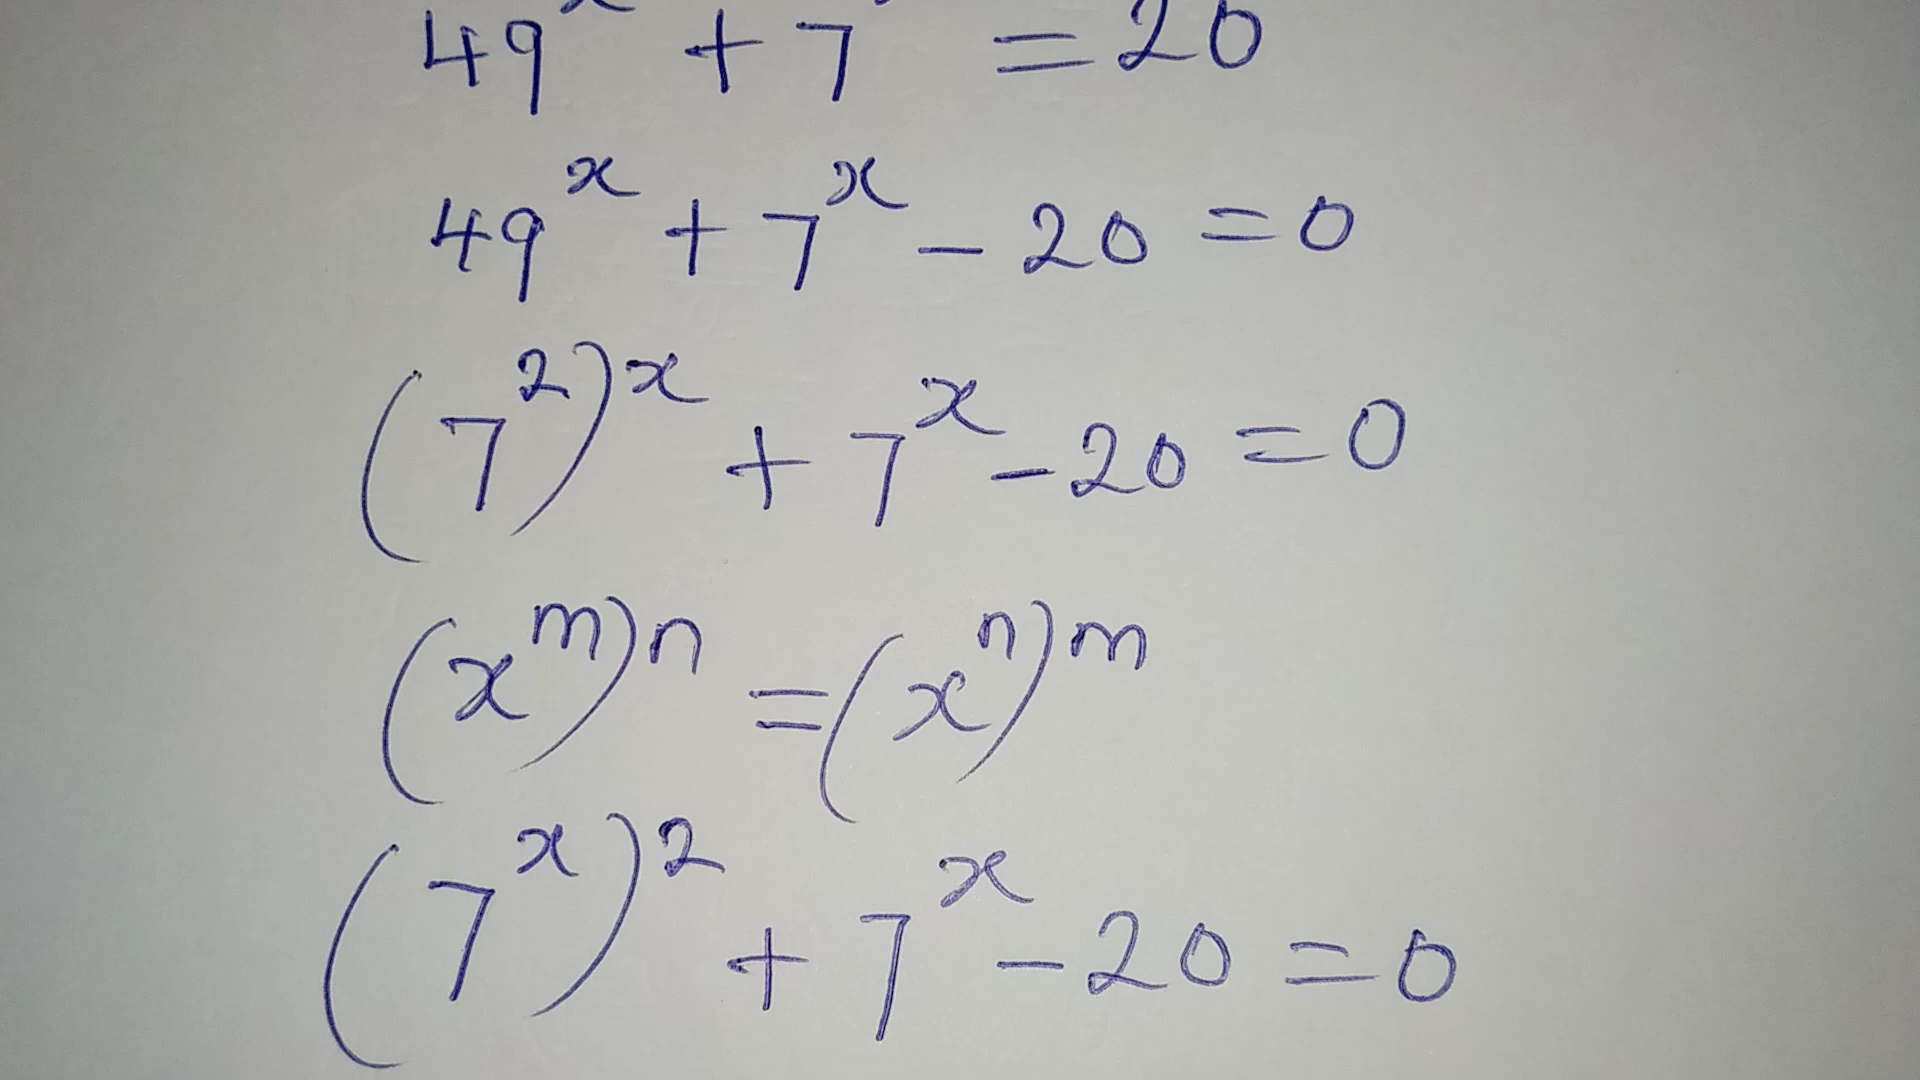 49^x + 7 = 20
49^x + 7^x - 20 = 0
(7^2)^x + 7^x - 20 = 0
(x^m)^n = (x^n)^m
(7^x)^2 + 7^x - 20 = 0